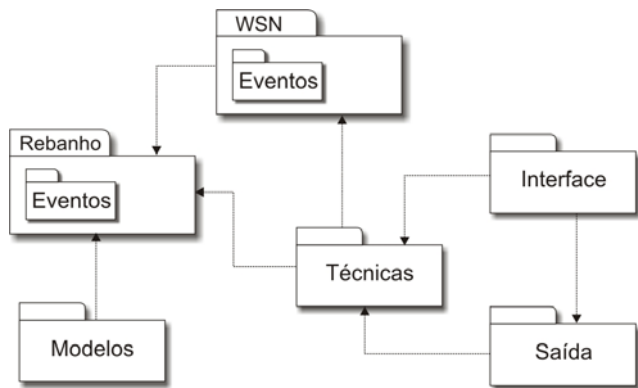 WSN
Eventos
Rebanho
Eventos
Interface
Técnicas
Modelos
Saída